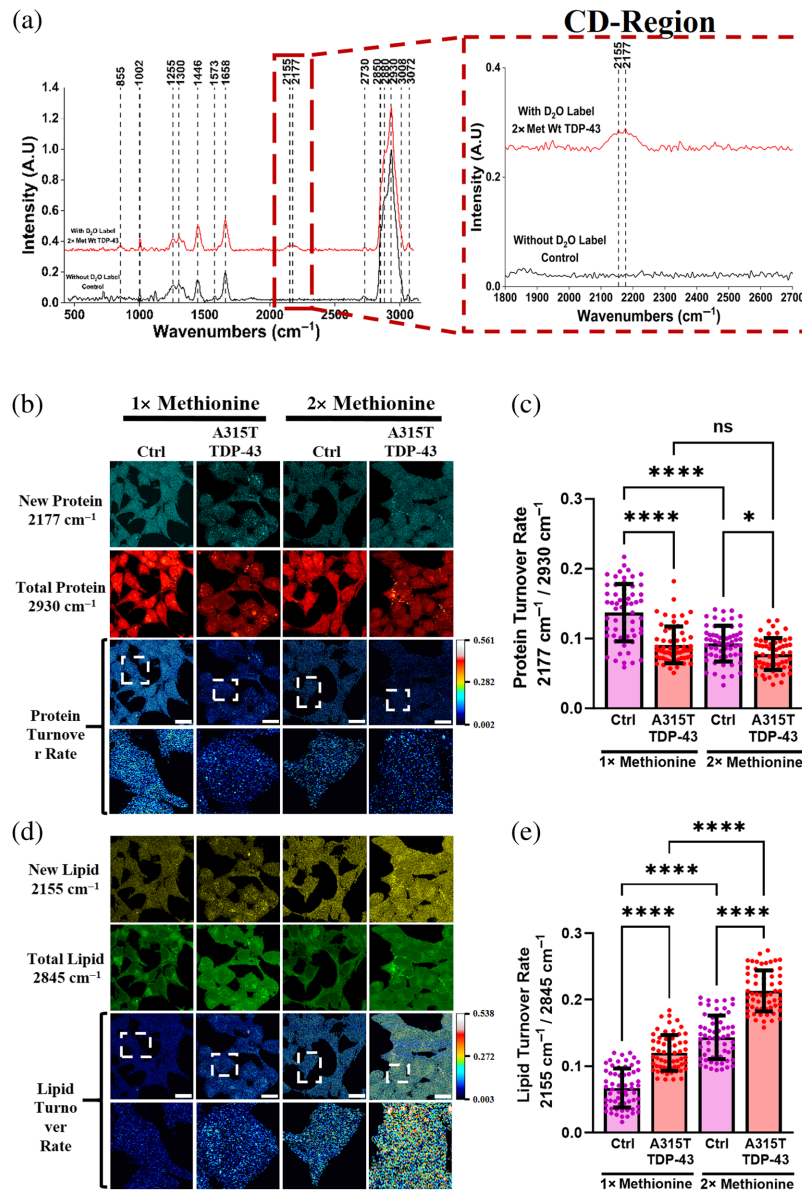 (a)
CD-Region
855
1002
1255
1300
1446
1573
1658
2155
2177
2730
2850
2880
2930
3008
3072
1.4
1.2
1.0
0.8
0.6
0.4
0.2
0.0
Intensity (A.U)
With D₂O Label
2× Met Wt TDP-43
Without D₂O Label
Control
500 1000 1500 2000 2500 3000
Wavenumbers (cm⁻¹)
2155
2177
0.4
0.2
0.0
Intensity (A.U)
With D₂O Label
2× Met Wt TDP-43
Without D₂O Label
Control
1800 1900 2000 2100 2200 2300 2400 2500 2600 2700
Wavenumbers (cm⁻¹)
(b)
1× Methionine 2× Methionine
Ctrl
A315T
TDP-43
Ctrl
A315T
TDP-43
New Protein
2177 cm⁻¹
Total Protein
2930 cm⁻¹
Protein
Turnove
r Rate
0.561
0.282
0.002
(c)
ns
****
**** *
0.3
0.2
0.1
0.0
Protein Turnover Rate
2177 cm⁻¹ / 2930 cm⁻¹
Ctrl
A315T
TDP-43
Ctrl
A315T
TDP-43
1× Methionine 2× Methionine
(d)
New Lipid
2155 cm⁻¹
Total Lipid
2845 cm⁻¹
Lipid
Turno
ver
Rate
0.538
0.272
0.003
(e)
****
****
**** ****
0.3
0.2
0.1
0.0
Lipid Turnover Rate
2155 cm⁻¹ / 2845 cm⁻¹
Ctrl
A315T
TDP-43
Ctrl
A315T
TDP-43
1× Methionine 2× Methionine